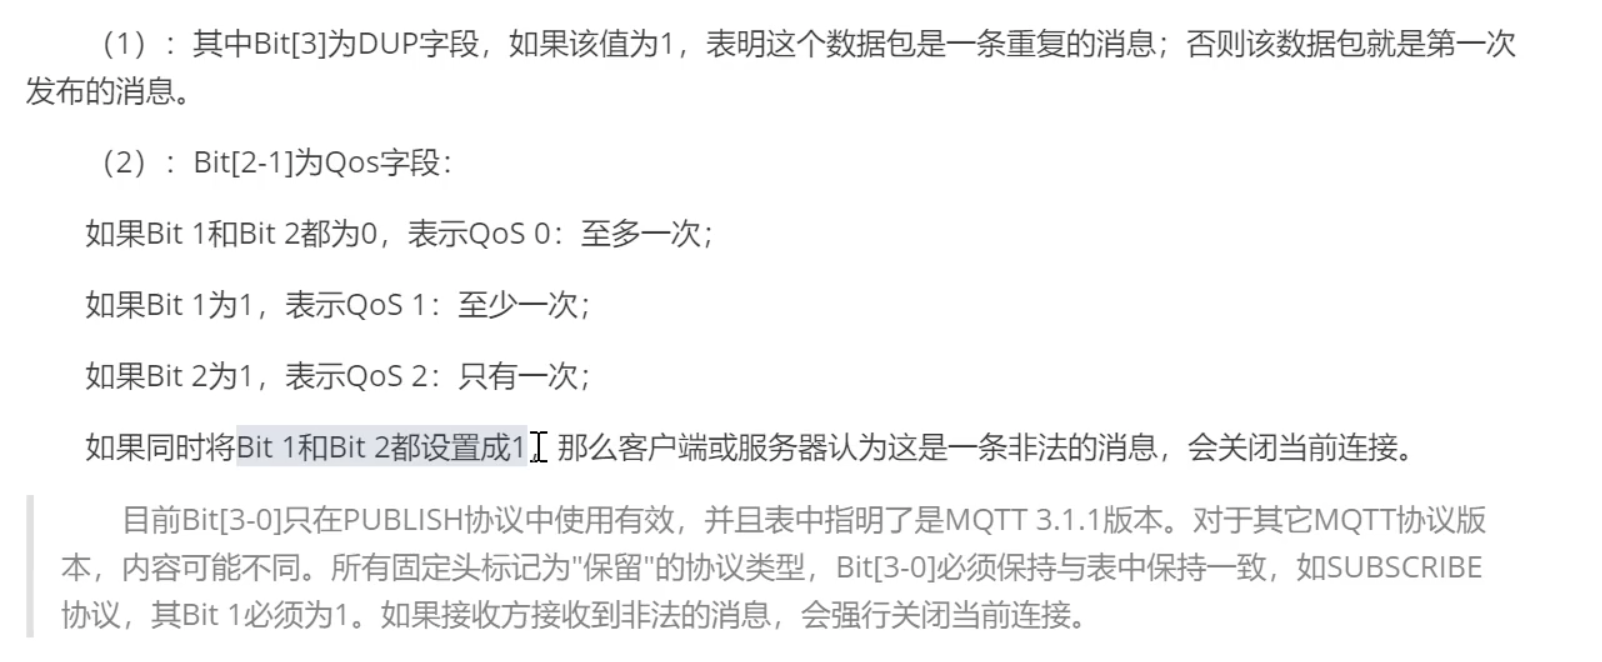 （1）：其中Bit[3]为DUP字段，如果该值为1，表明这个数据包是一条重复的消息；否则该数据包就是第一次
发布的消息。
（2）：Bit[2-1]为Qos字段：
如果Bit 1和Bit 2都为0，表示QoS 0：至多一次；
如果Bit 1为1，表示QoS 1：至少一次；
如果Bit 2为1，表示QoS 2：只有一次；
如果同时将Bit 1和Bit 2都设置成1，那么客户端或服务器认为这是一条非法的消息，会关闭当前连接。
目前Bit[3-0]只在PUBLISH协议中使用有效，并且表中指明了是MQTT 3.1.1版本。对于其它MQTT协议版
本，内容可能不同。所有固定头标记为"保留"的协议类型，Bit[3-0]必须保持与表中保持一致，如SUBSCRIBE
协议，其Bit 1必须为1。如果接收方接收到非法的消息，会强行关闭当前连接。